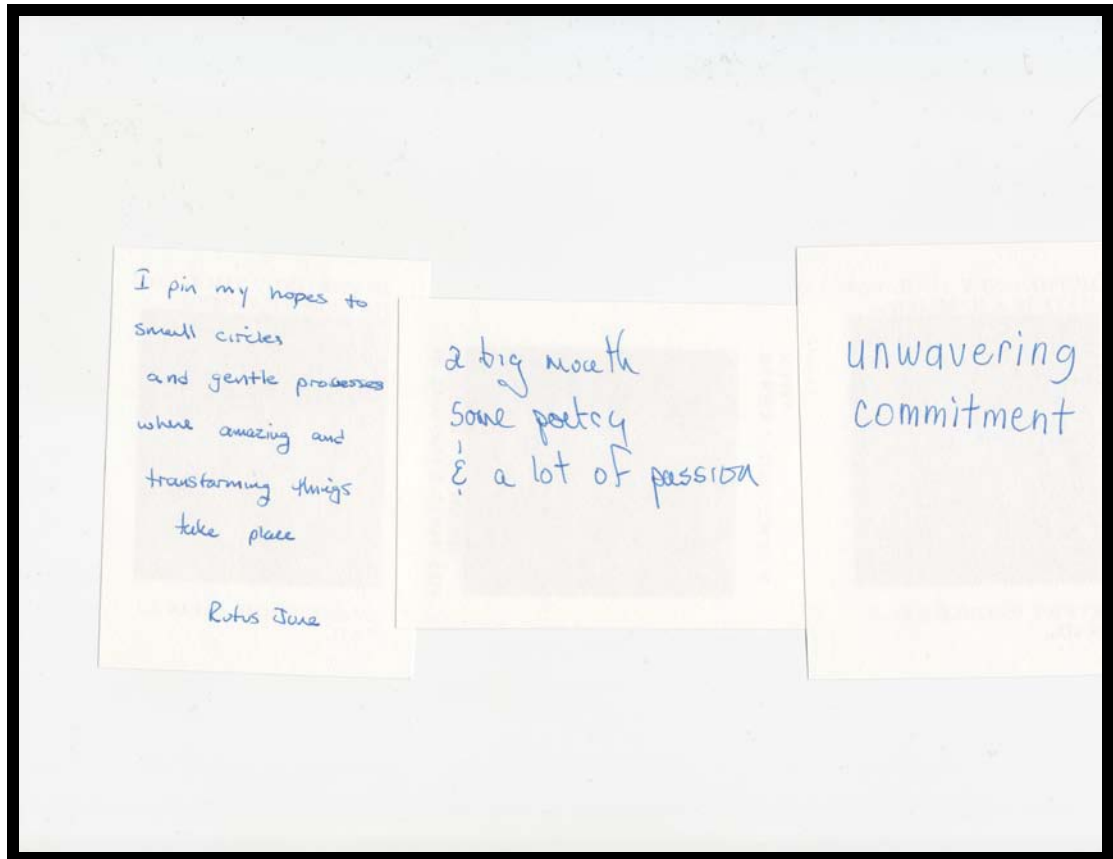 I pin my hopes to
small circles
and gentle processes
where amazing and
transforming things
take place
Rufus June
a big mouth
some poetry
& a lot of passion
unwavering
commitment